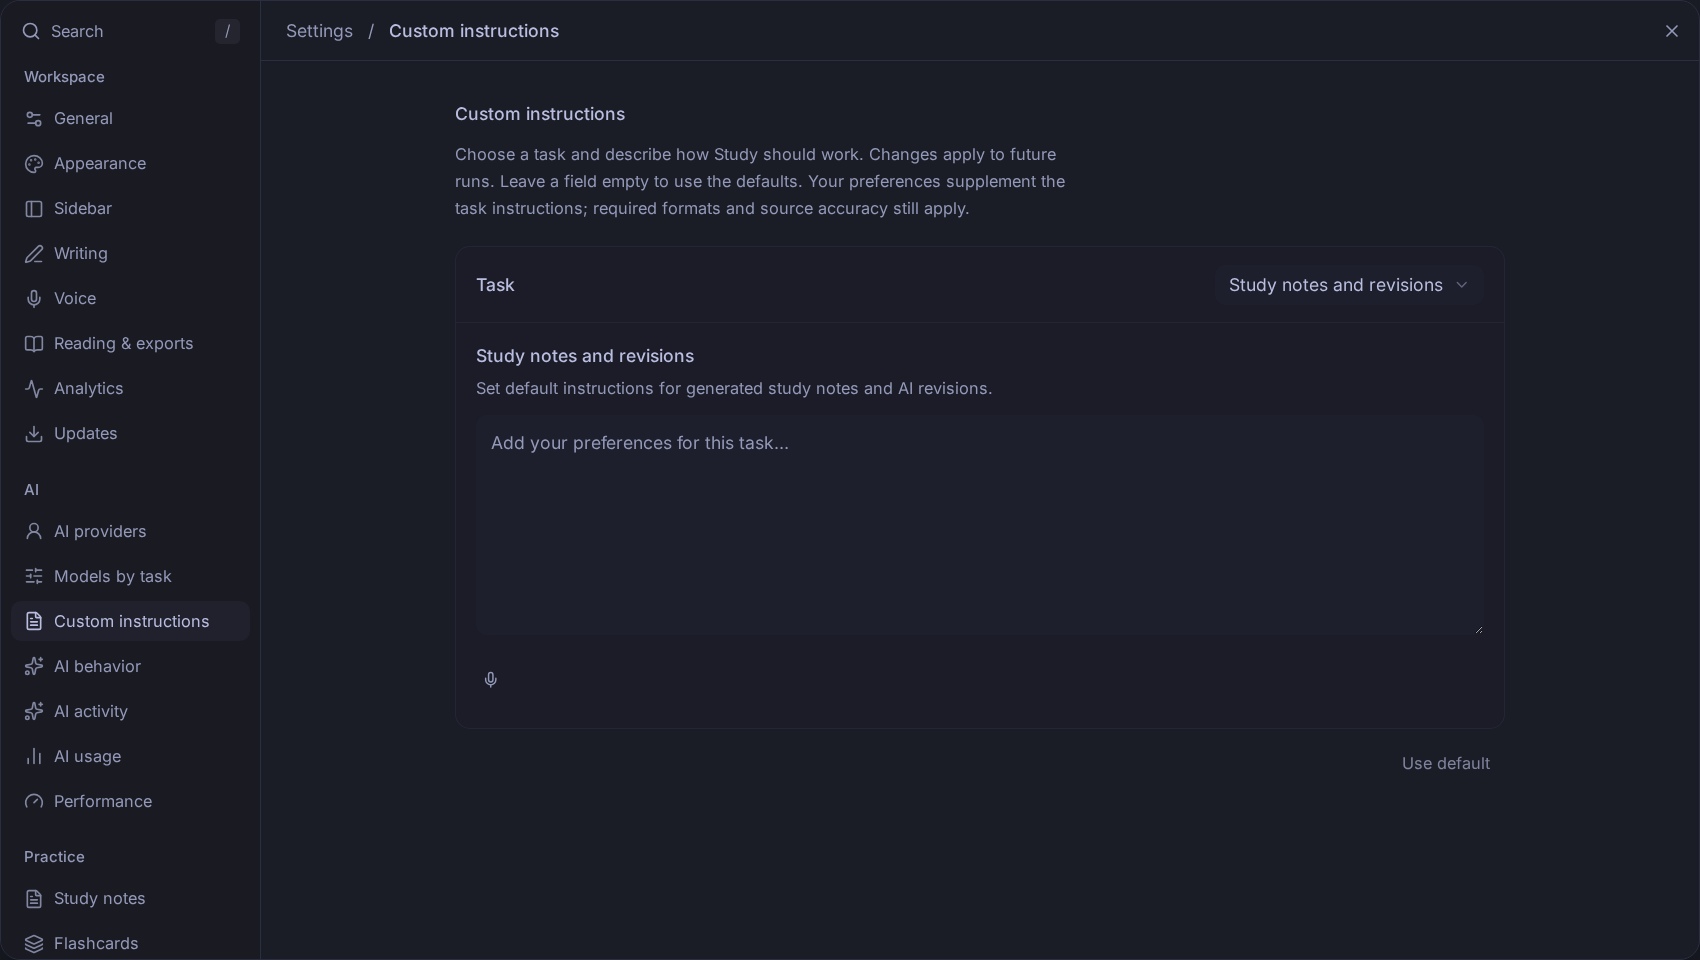 Search
/
Workspace
General
Appearance
Sidebar
Writing
Voice
Reading & exports
Analytics
Updates
AI
AI providers
Models by task
Custom instructions
AI behavior
AI activity
AI usage
Performance
Practice
Study notes
Flashcards
Settings / Custom instructions
Custom instructions
Choose a task and describe how Study should work. Changes apply to future
runs. Leave a field empty to use the defaults. Your preferences supplement the
task instructions; required formats and source accuracy still apply.
Task
Study notes and revisions
Study notes and revisions
Set default instructions for generated study notes and AI revisions.
Add your preferences for this task...
Use default